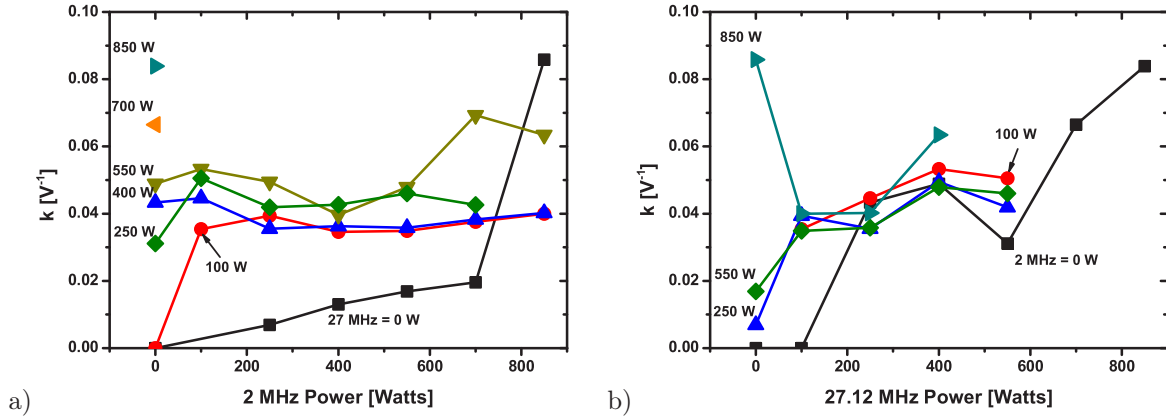 0.10
0.08
0.06
0.04
0.02
0.00
k [V⁻¹]
850 W
700 W
550 W
400 W
250 W
100 W
27 MHz = 0 W
0
200
400
600
800
2 MHz Power [Watts]
a)
0.10
0.08
0.06
0.04
0.02
0.00
k [V⁻¹]
850 W
100 W
550 W
250 W
2 MHz = 0 W
0
200
400
600
800
27.12 MHz Power [Watts]
b)